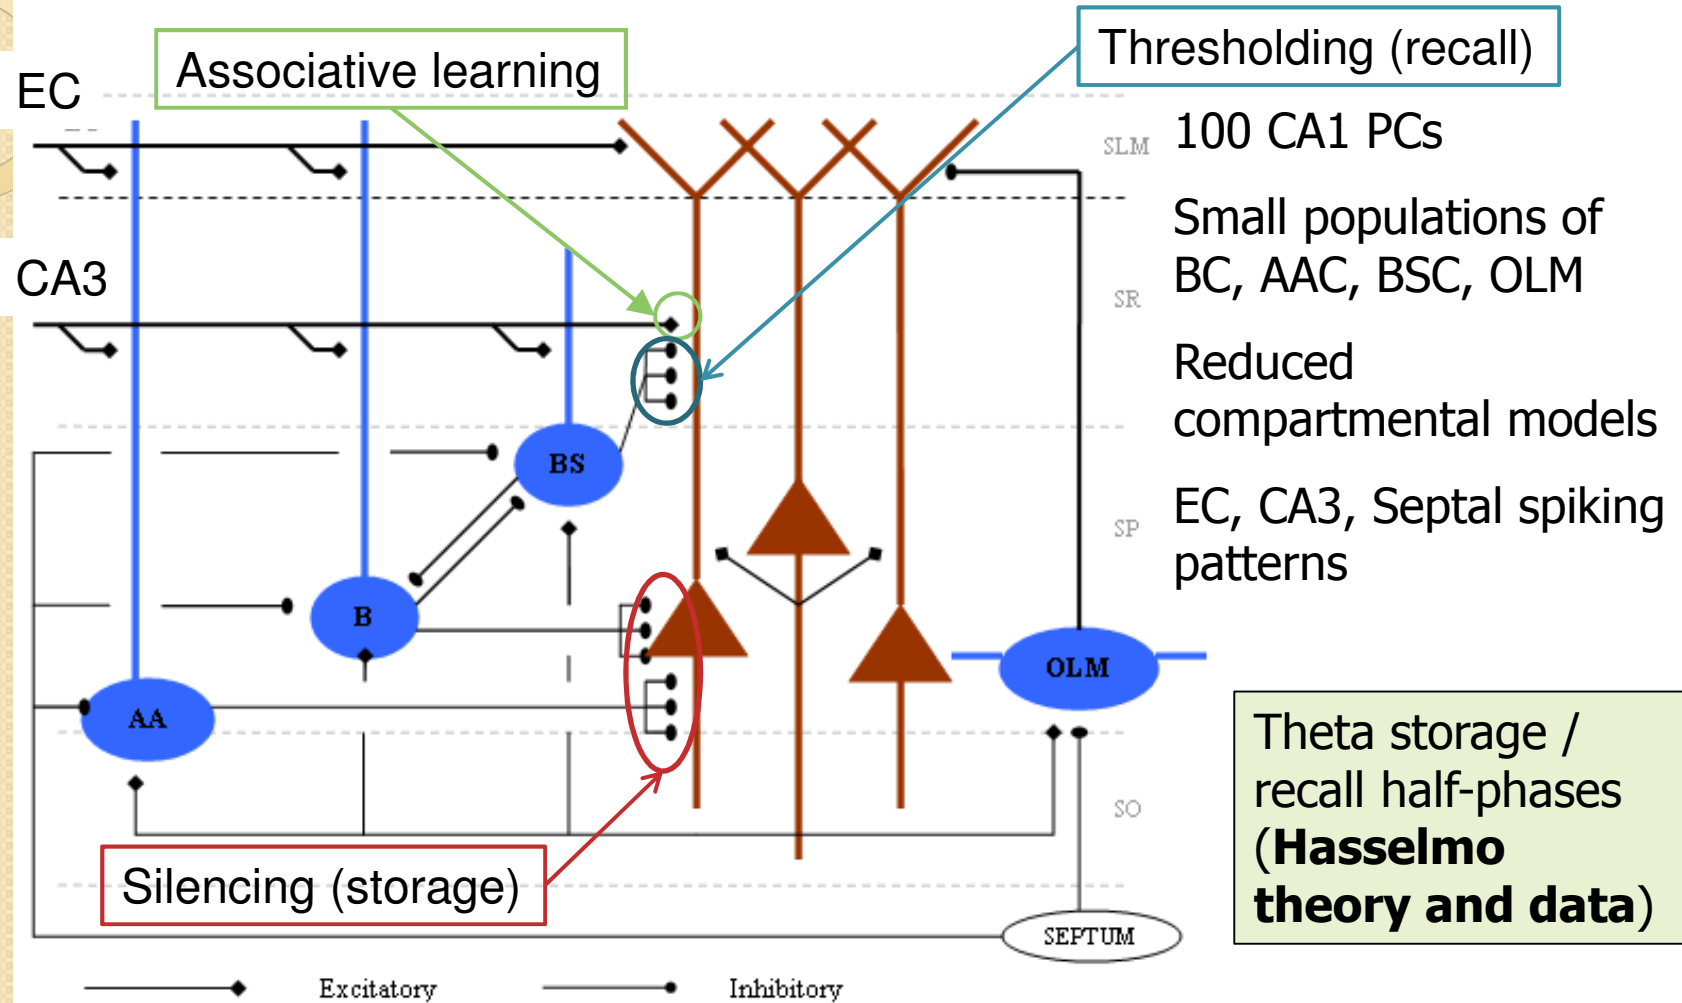 Associative learning
Thresholding (recall)
EC
100 CA1 PCs
SLM
Small populations of
BC, AAC, BSC, OLM
CA3
SR
Reduced
compartmental models
BS
EC, CA3, Septal spiking
patterns
SP
B
OLM
AA
Theta storage /
recall half-phases
(Hasselmo
theory and data)
SO
Silencing (storage)
SEPTUM
Excitatory
Inhibitory